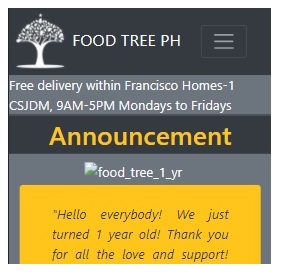 FOOD TREE PH
Free delivery within Francisco Homes-1
CSJDM, 9AM-5PM Mondays to Fridays
Announcement
food_tree_1_yr
"Hello everybody! We just
turned 1 year old! Thank you
for all the love and support!